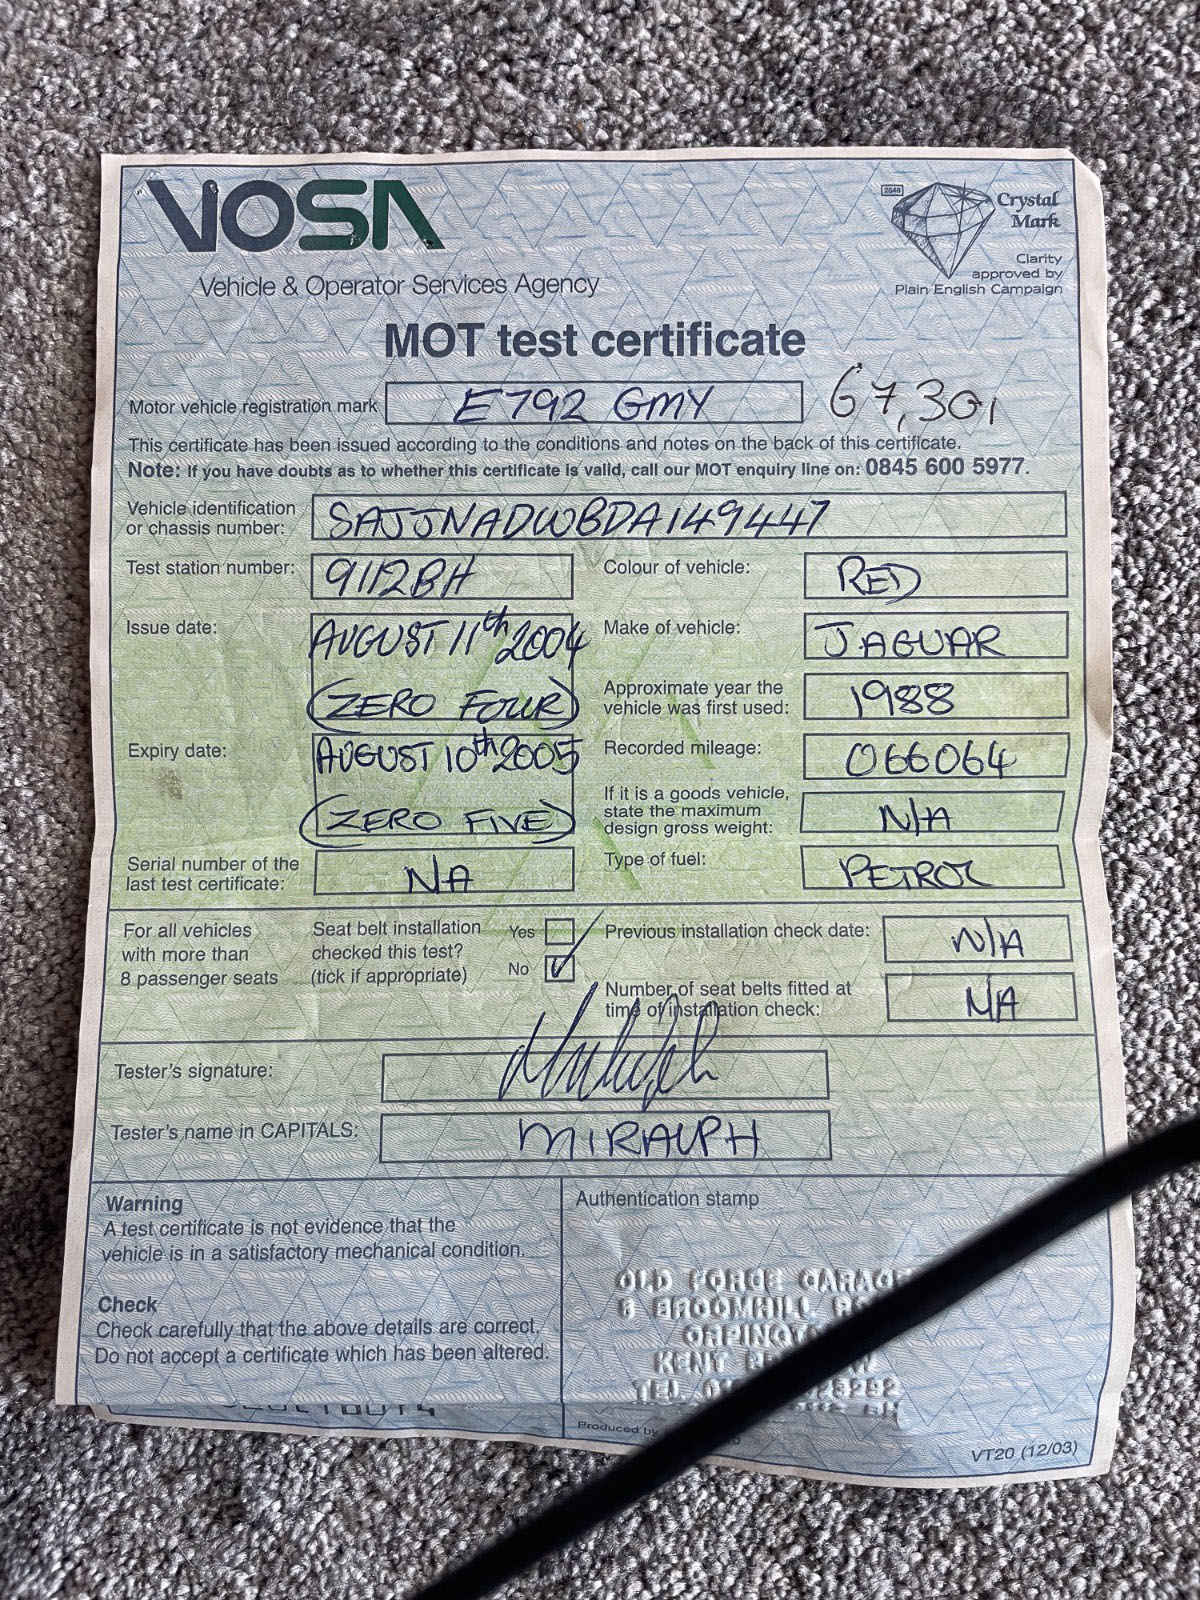 VOSA
Vehicle & Operator Services Agency
2049
Crystal
Mark
Clarity
approved by
Plain English Campaign
MOT test certificate
Motor vehicle registration mark E792 GMY 67,301
This certificate has been issued according to the conditions and notes on the back of this certificate.
Note: If you have doubts as to whether this certificate is valid, call our MOT enquiry line on: 0845 600 5977.
Vehicle identification
or chassis number: SAJJNADWBDA149447
Test station number: 9112BH
Colour of vehicle: RED
Issue date: AUGUST 11th 2004
(ZERO FOUR)
Make of vehicle: JAGUAR
Approximate year the
vehicle was first used: 1988
Expiry date: AUGUST 10th 2005
(ZERO FIVE)
Recorded mileage: 066064
If it is a goods vehicle,
state the maximum
design gross weight: N/A
Serial number of the
last test certificate: NA
Type of fuel: PETROL
For all vehicles
with more than
8 passenger seats
Seat belt installation
checked this test?
(tick if appropriate)
Yes
No
Previous installation check date: N/A
Number of seat belts fitted at
time of installation check: NA
Tester's signature:
Tester's name in CAPITALS: MIRALPH
Warning
A test certificate is not evidence that the
vehicle is in a satisfactory mechanical condition.
Check
Check carefully that the above details are correct.
Do not accept a certificate which has been altered.
Authentication stamp
OLD FORGE GARAGE
6 BROOMHILL
KENT
TEL
Produced by
VT20 (12/03)